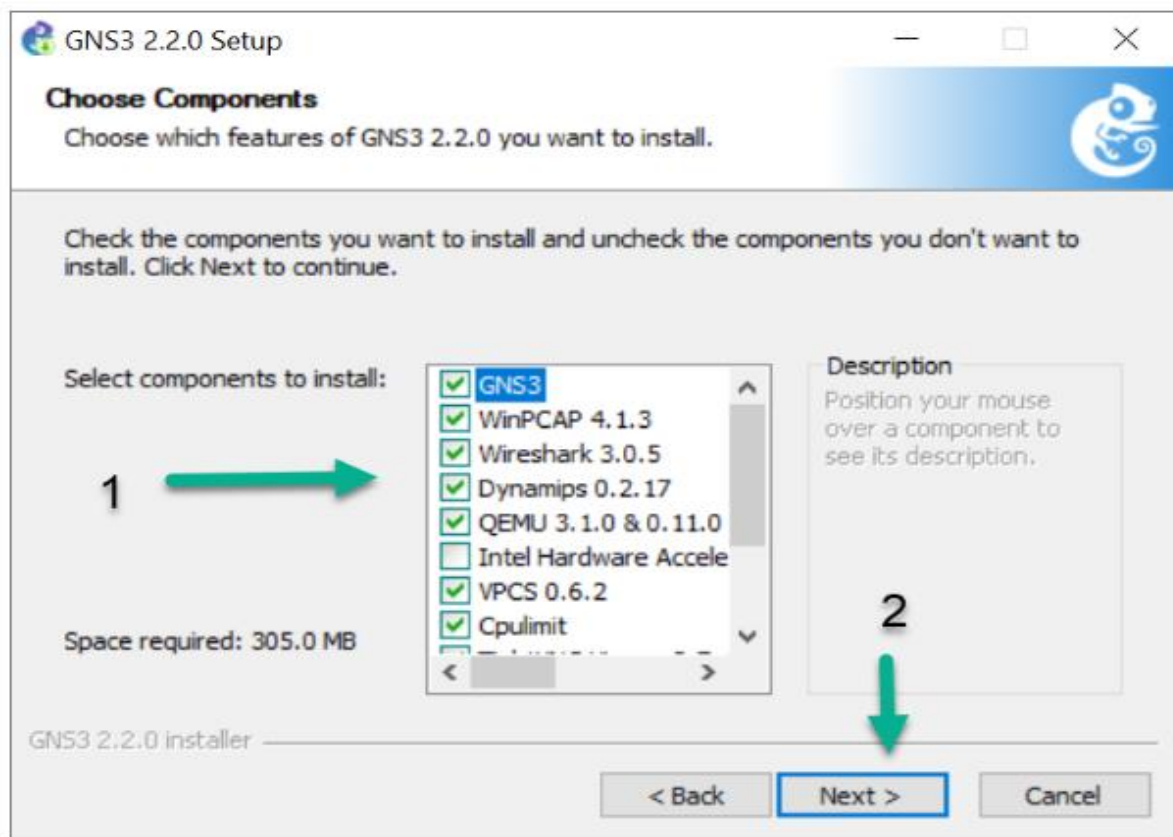 GNS3 2.2.0 Setup
Choose Components
Choose which features of GNS3 2.2.0 you want to install.
Check the components you want to install and uncheck the components you don't want to
install. Click Next to continue.
Select components to install:
GNS3
WinPCAP 4.1.3
Wireshark 3.0.5
Dynamips 0.2.17
QEMU 3.1.0 & 0.11.0
Intel Hardware Accele
VPCS 0.6.2
Cpulimit
Description
Position your mouse
over a component to
see its description.
1
Space required: 305.0 MB
2
GNS3 2.2.0 installer
< Back
Next >
Cancel